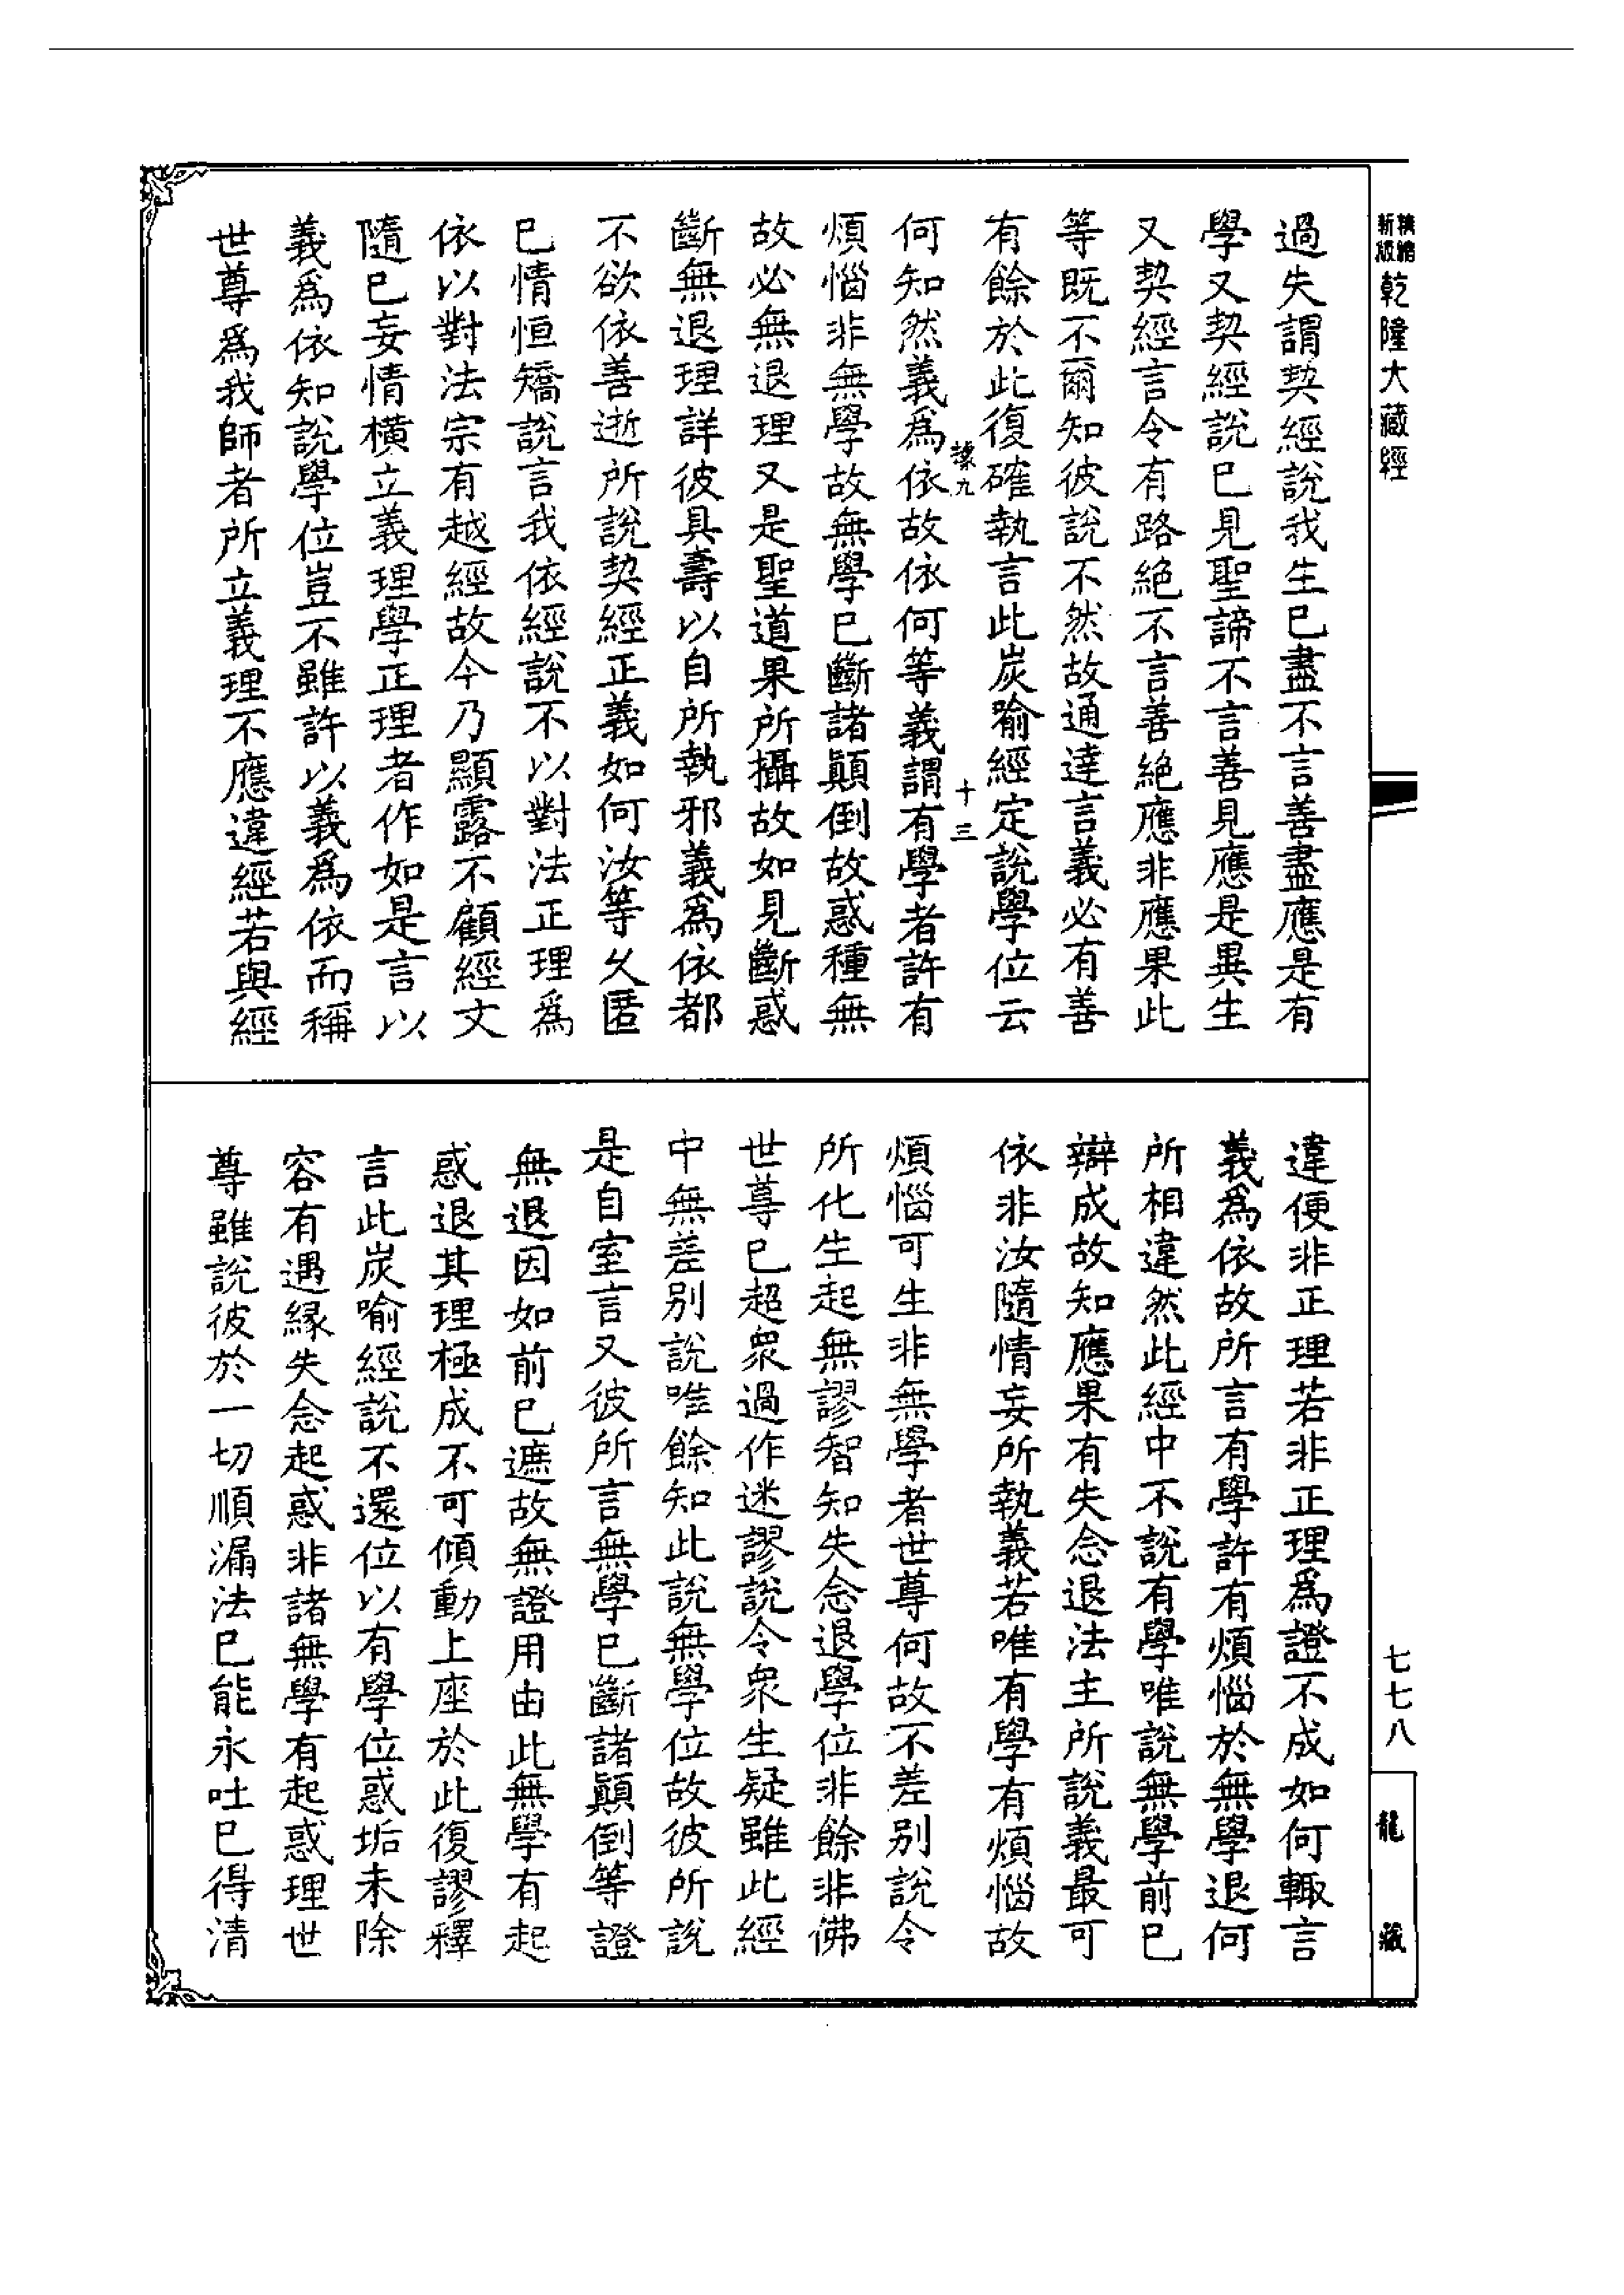 乾隆大藏經
過失謂契經說我生已盡不言善盡應是有
學又契經說已見聖諦不言善見應是異生
又契經言令有路絕不言善絕應非應果此
等既不爾知彼說不然故通達言義必有善
有餘於此復確執言此炭喻經定說學位云
十三
何知然義為依故依何等義謂有學者許有
煩惱非無學故無學已斷諸顛倒故惑種無
故必無退理又是聖道果所攝故如見斷惑
斷無退理詳彼具壽以自所執邪義為依都
不欲依善逝所說契經正義如何汝等久匿
已情恒矯說言我依經說不以對法正理為
依以對法宗有越經故今乃顯露不顧經文
隨已妄情橫立義理學正理者作如是言以
義為依知說學位豈不雖許以義為依而稱
世尊為我師者所立義理不應違經若與經
違便非正理若非正理為證不成如何輙言
義為依故所言有學許有煩惱於無學退何
所相違然此經中不說有學唯說無學前已
辯成故知應果有失念退法主所說義最可
依非汝隨情妄所執義若唯有學有煩惱故
煩惱可生非無學者世尊何故不差別說令
所化生起無謬智知失念退學位非餘非佛
世尊已超眾過作迷謬說令眾生疑雖此經
中無差別說唯餘知此說無學位故彼所說
是自室言又彼所言無學已斷諸顛倒等證
無退因如前已遮故無證用由此無學有起
惑退其理極成不可傾動上座於此復謬釋
言此炭喻經說不還位以有學位惑垢未除
容有遇緣失念起惑非諸無學有起惑理世
尊雖說彼於一切順漏法已能永吐已得清
七七八
龍藏